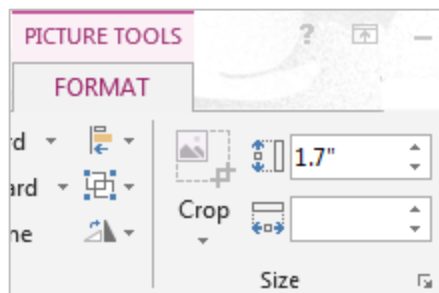 PICTURE TOOLS
?
FORMAT
rd
1.7"
ard
Crop
ne
Size